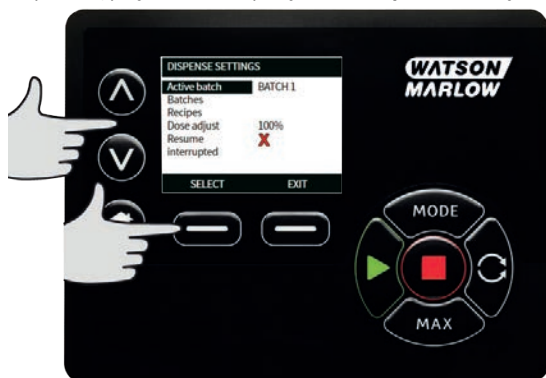 DISPENSE SETTINGS
Active batch BATCH 1
Batches
Recipes
Dose adjust 100%
Resume
interrupted
SELECT EXIT
WATSON
MARLOW
MODE
MAX